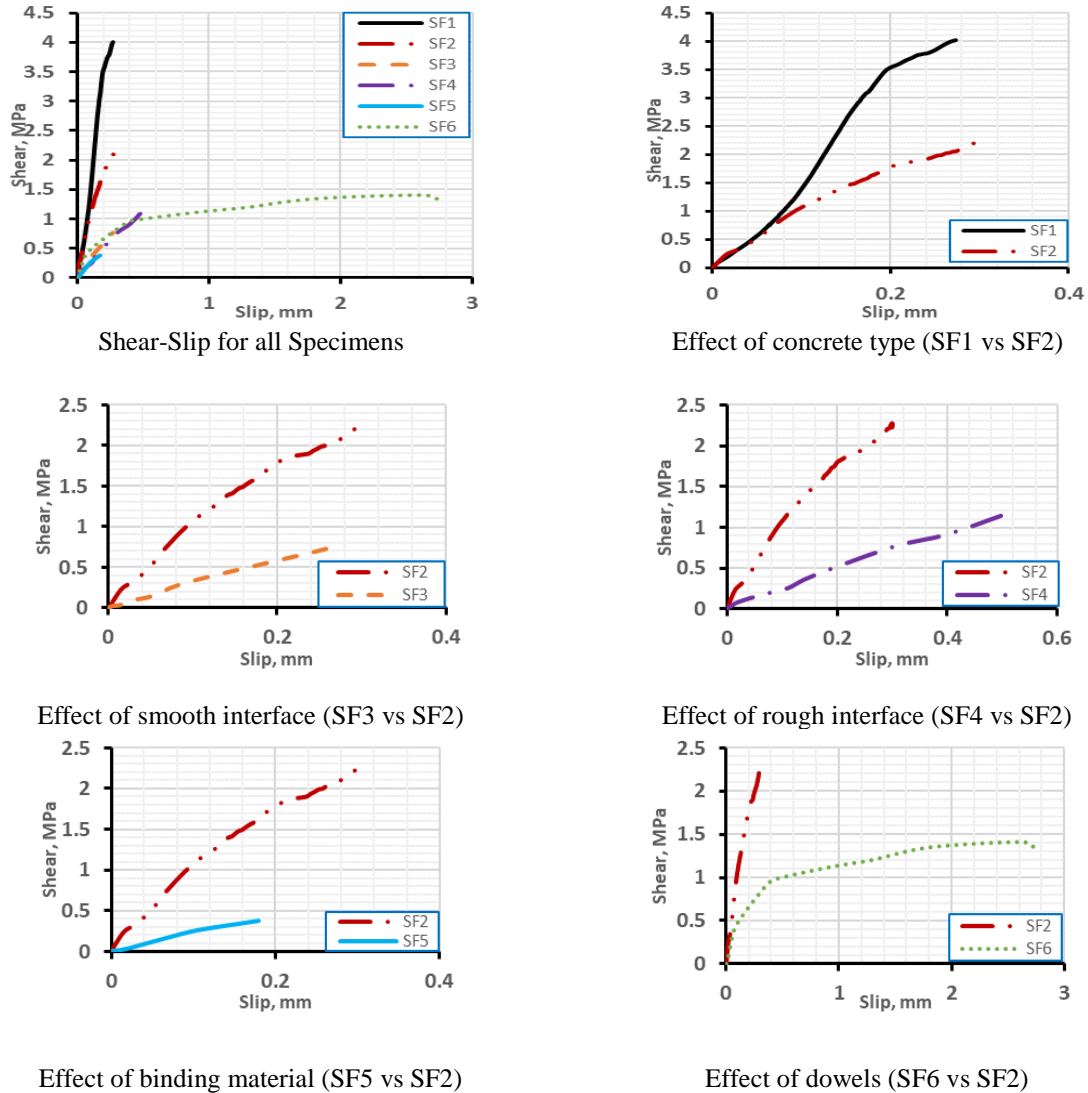 4.5
4
3.5
3
2.5
2
1.5
1
0.5
0
Shear, MPa
0
1
2
3
Slip, mm
SF1
SF2
SF3
SF4
SF5
SF6
Shear-Slip for all Specimens
4.5
4
3.5
3
2.5
2
1.5
1
0.5
0
Shear, MPa
0
0.2
0.4
Slip, mm
SF1
SF2
Effect of concrete type (SF1 vs SF2)
2.5
2
1.5
1
0.5
0
Shear, MPa
0
0.2
0.4
Slip, mm
SF2
SF3
Effect of smooth interface (SF3 vs SF2)
2.5
2
1.5
1
0.5
0
Shear, MPa
0
0.2
0.4
0.6
Slip, mm
SF2
SF4
Effect of rough interface (SF4 vs SF2)
2.5
2
1.5
1
0.5
0
Shear, MPa
0
0.2
0.4
Slip, mm
SF2
SF5
Effect of binding material (SF5 vs SF2)
2.5
2
1.5
1
0.5
0
Shear, MPa
0
1
2
3
Slip, mm
SF2
SF6
Effect of dowels (SF6 vs SF2)